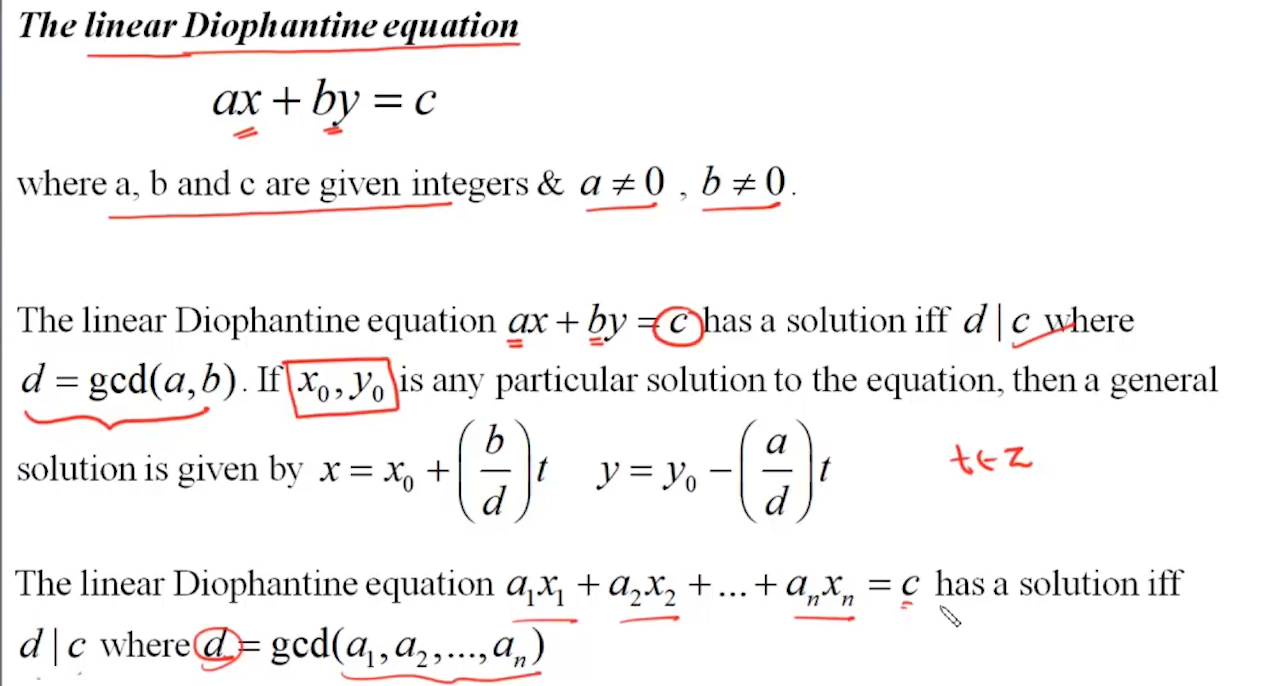 The linear Diophantine equation
ax + by = c
where a, b and c are given integers & a ≠ 0 , b ≠ 0.
The linear Diophantine equation ax + by = c has a solution iff d | c where
d = gcd(a, b). If x₀, y₀ is any particular solution to the equation, then a general
solution is given by x = x₀ + (b/d) t   y = y₀ − (a/d) t   t ∈ Z
The linear Diophantine equation a₁x₁ + a₂x₂ + ... + aₙxₙ = c has a solution iff
d | c where d = gcd(a₁, a₂, ..., aₙ)